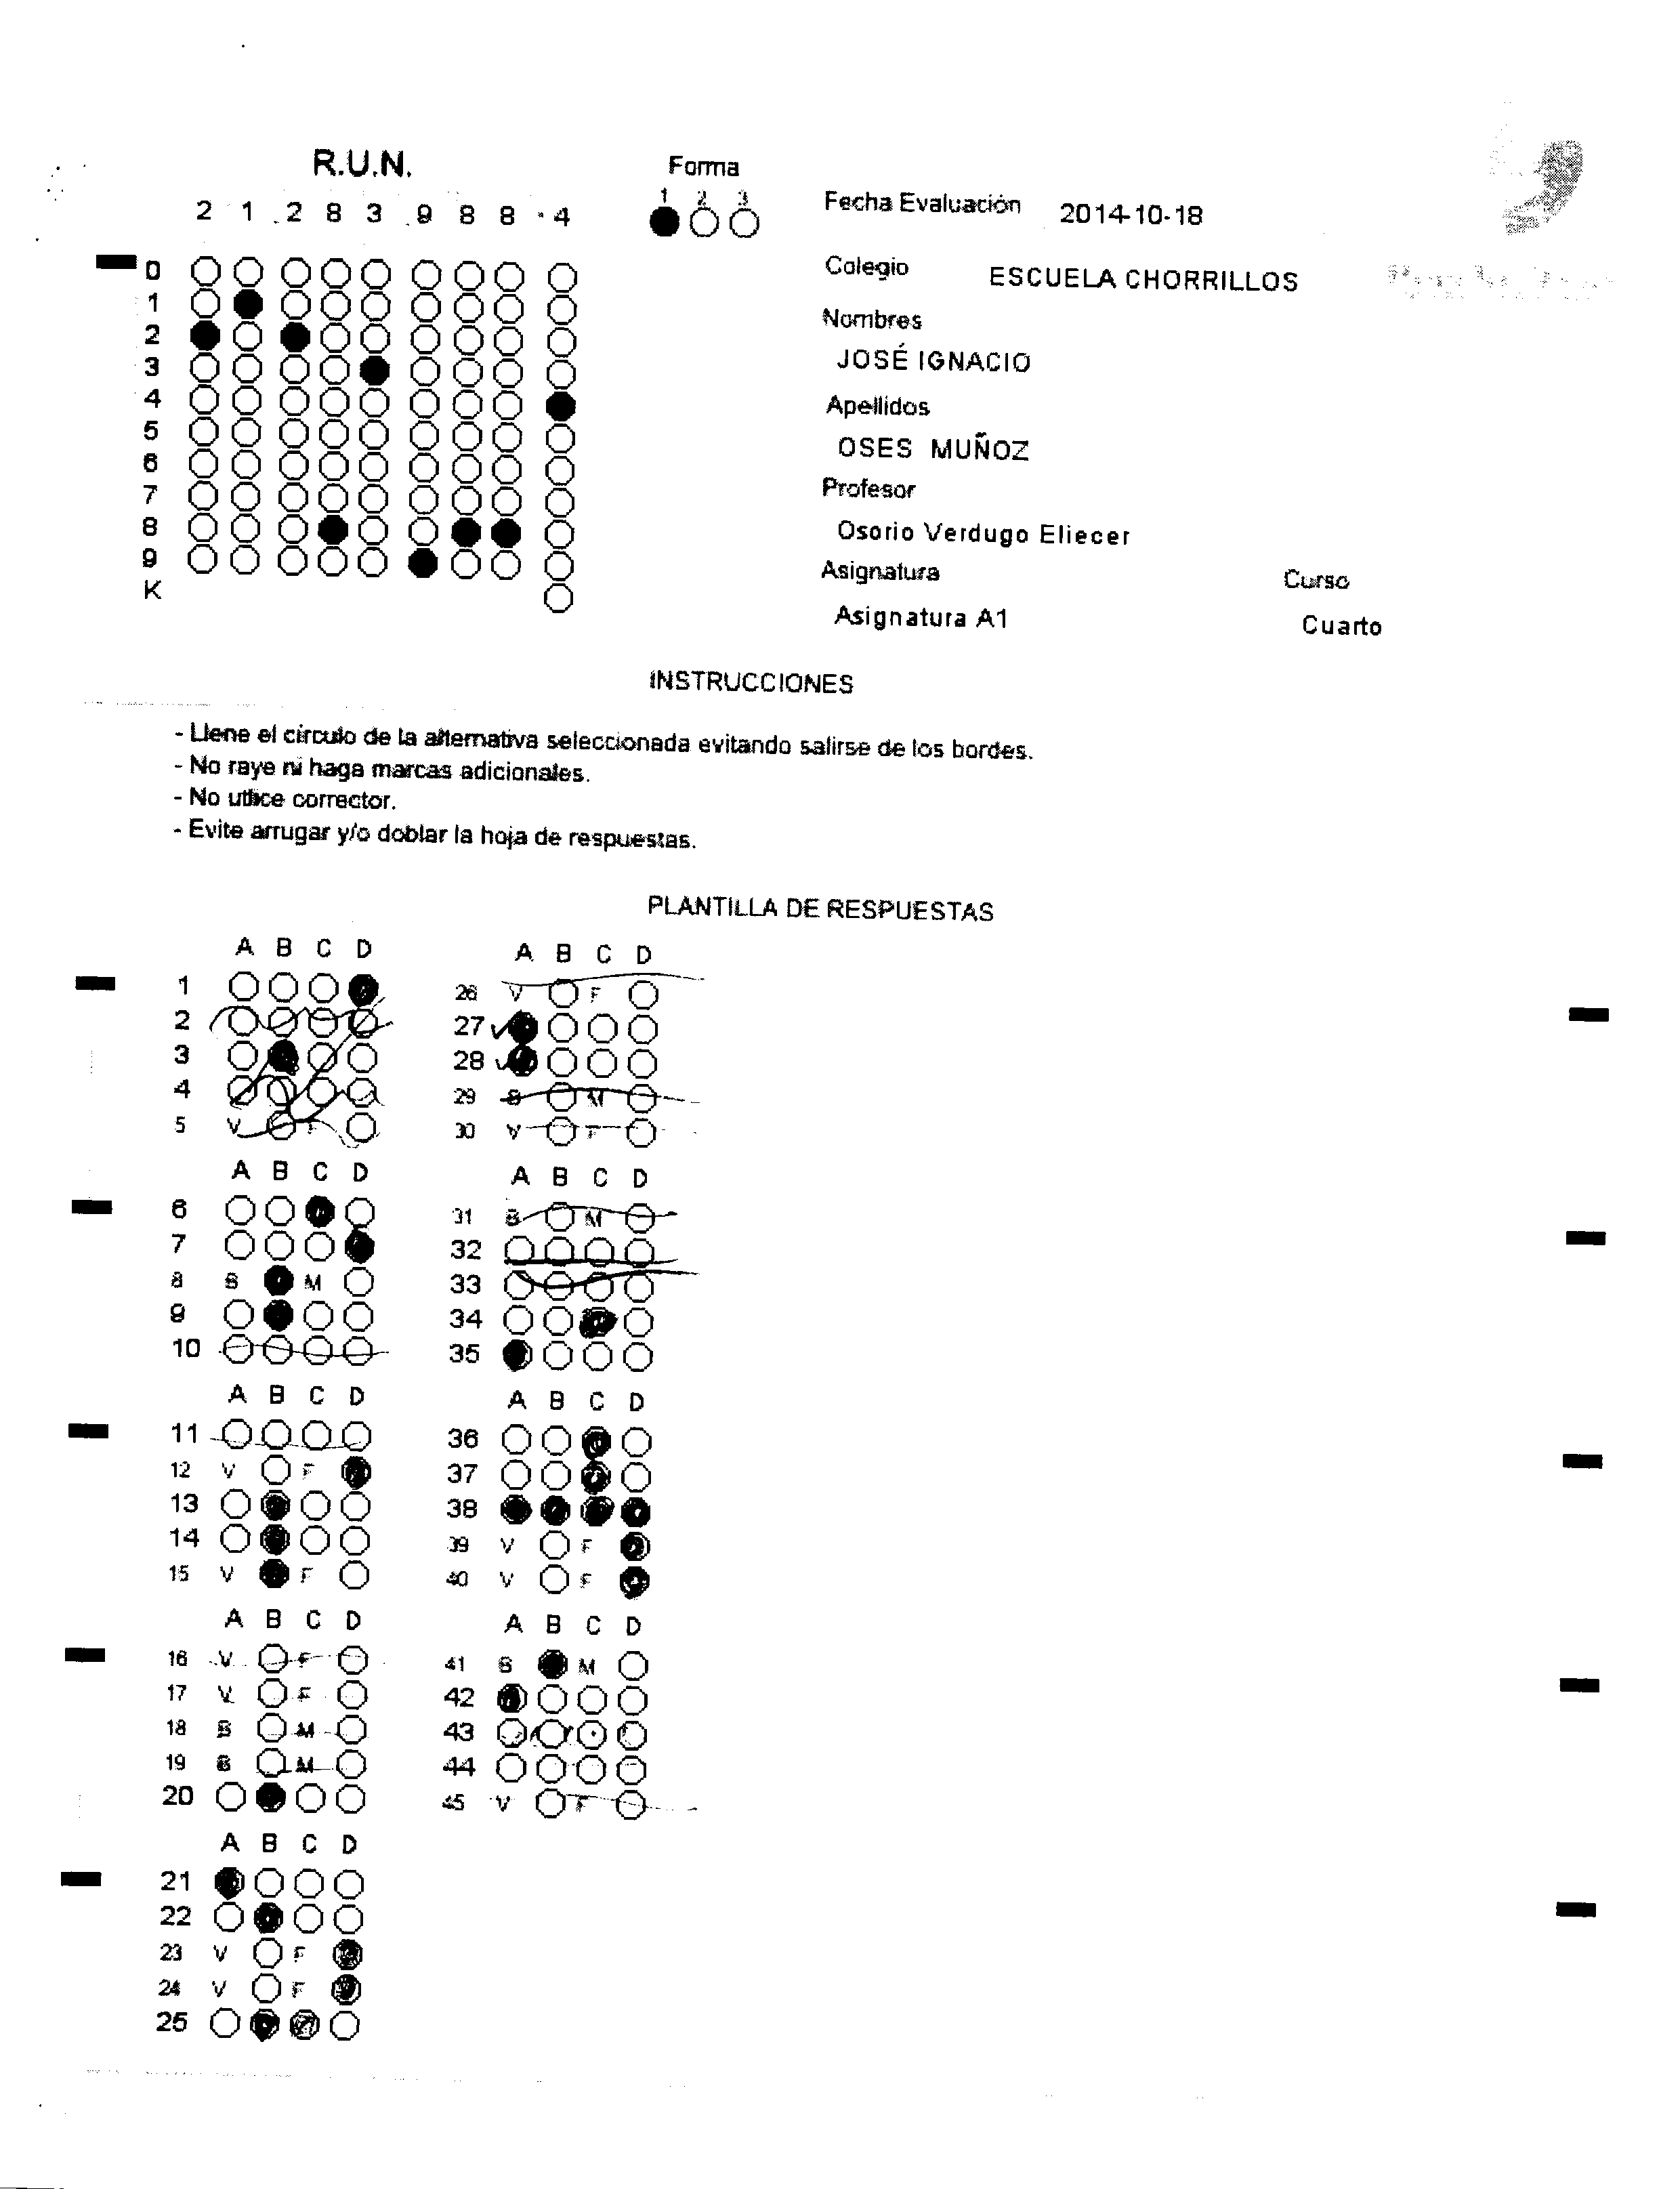 R.U.N.
2 1 .2 8 3 .9 8 8 - 4
Forma
1 2 3
Fecha Evaluación 2014-10-18
Colegio ESCUELA CHORRILLOS
Nombres
JOSÉ IGNACIO
Apellidos
OSES MUÑOZ
Profesor
Osorio Verdugo Eliecer
Asignatura Curso
Asignatura A1 Cuarto
0
1
2
3
4
5
6
7
8
9
K
INSTRUCCIONES
- Llene el circulo de la alternativa seleccionada evitando salirse de los bordes.
- No raye ni haga marcas adicionales.
- No utilice corrector.
- Evite arrugar y/o doblar la hoja de respuestas.
PLANTILLA DE RESPUESTAS
A B C D
1
2
3
4
5 V F
A B C D
6
7
8 B M
9
10
A B C D
11
12 V F
13
14
15 V F
A B C D
16 V F
17 V F
18 B M
19 B M
20
A B C D
21
22
23 V F
24 V F
25
A B C D
26 V F
27
28
29 B M
30 V F
A B C D
31 B M
32
33
34
35
A B C D
36
37
38
39 V F
40 V F
A B C D
41 B M
42
43
44
45 V F